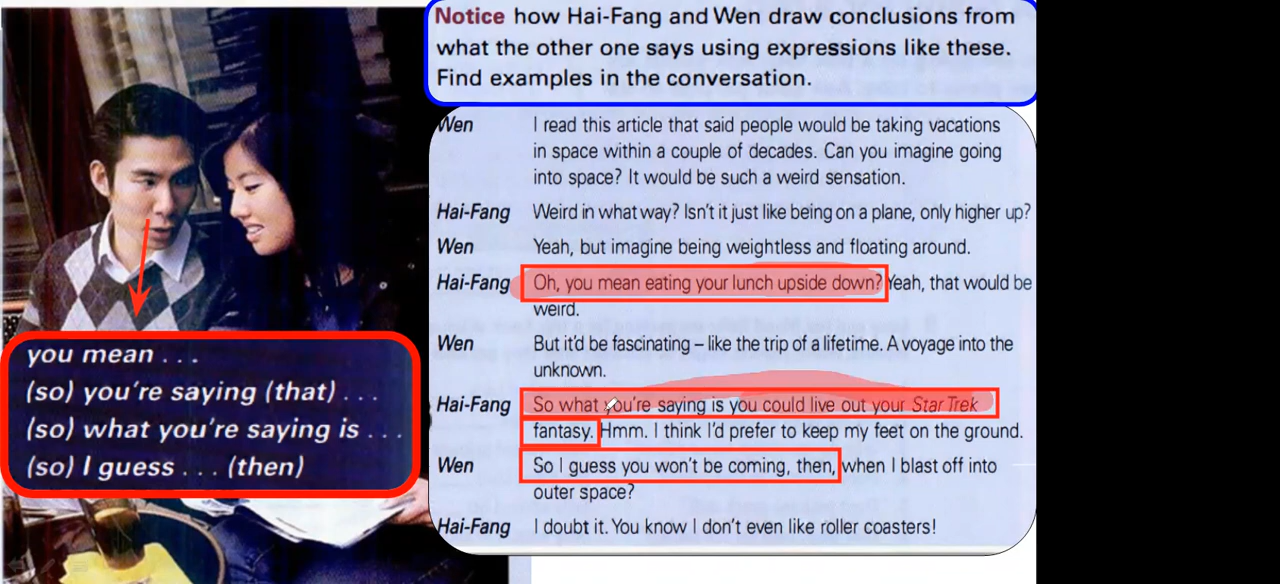 Notice how Hai-Fang and Wen draw conclusions from
what the other one says using expressions like these.
Find examples in the conversation.
Wen I read this article that said people would be taking vacations
in space within a couple of decades. Can you imagine going
into space? It would be such a weird sensation.
Hai-Fang Weird in what way? Isn't it just like being on a plane, only higher up?
Wen Yeah, but imagine being weightless and floating around.
Hai-Fang Oh, you mean eating your lunch upside down? Yeah, that would be
weird.
Wen But it'd be fascinating – like the trip of a lifetime. A voyage into the
unknown.
Hai-Fang So what you're saying is you could live out your Star Trek
fantasy. Hmm. I think I'd prefer to keep my feet on the ground.
Wen So I guess you won't be coming, then, when I blast off into
outer space?
Hai-Fang I doubt it. You know I don't even like roller coasters!
you mean . . .
(so) you're saying (that) . . .
(so) what you're saying is . . .
(so) I guess . . . (then)